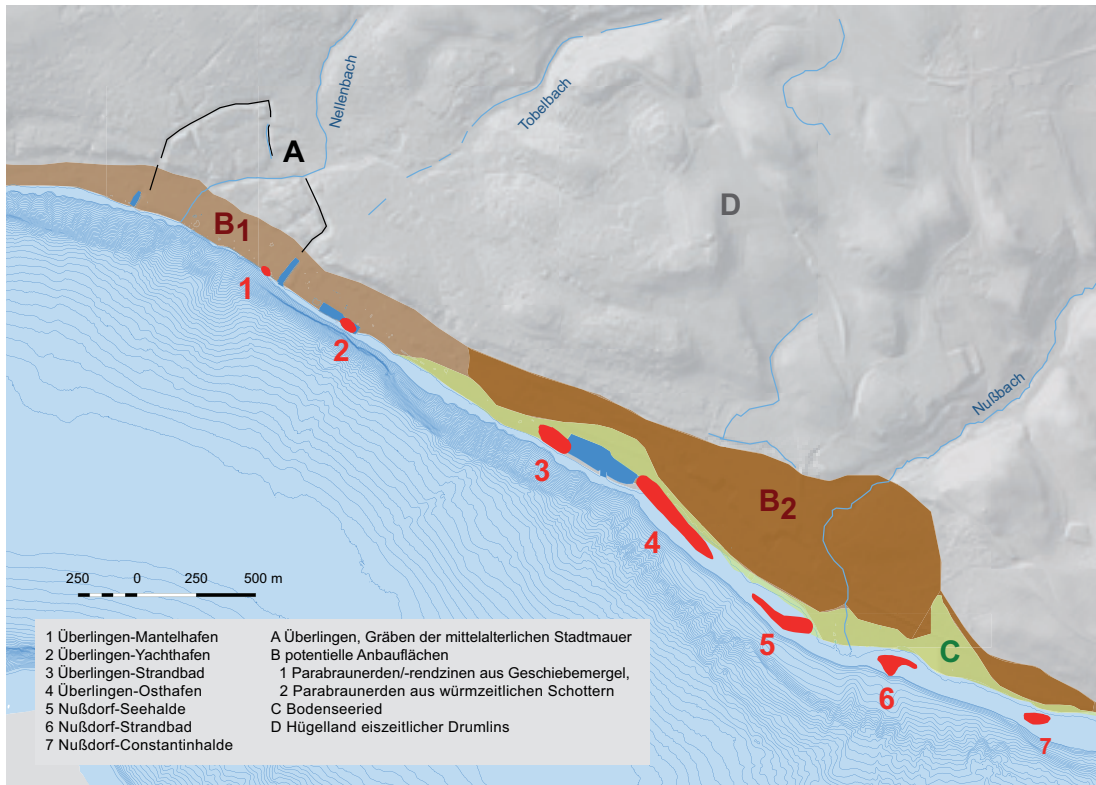 Nellenbach
Tobelbach
A
D
B1
1
2
Nußbach
3
B2
4
250 0 250 500 m
5
C
6
7
1 Überlingen-Mantelhafen
2 Überlingen-Yachthafen
3 Überlingen-Strandbad
4 Überlingen-Osthafen
5 Nußdorf-Seehalde
6 Nußdorf-Strandbad
7 Nußdorf-Constantinhalde
A Überlingen, Gräben der mittelalterlichen Stadtmauer
B potentielle Anbauflächen
1 Parabraunerden/-rendzinen aus Geschiebemergel,
2 Parabraunerden aus würmzeitlichen Schottern
C Bodenseeried
D Hügelland eiszeitlicher Drumlins